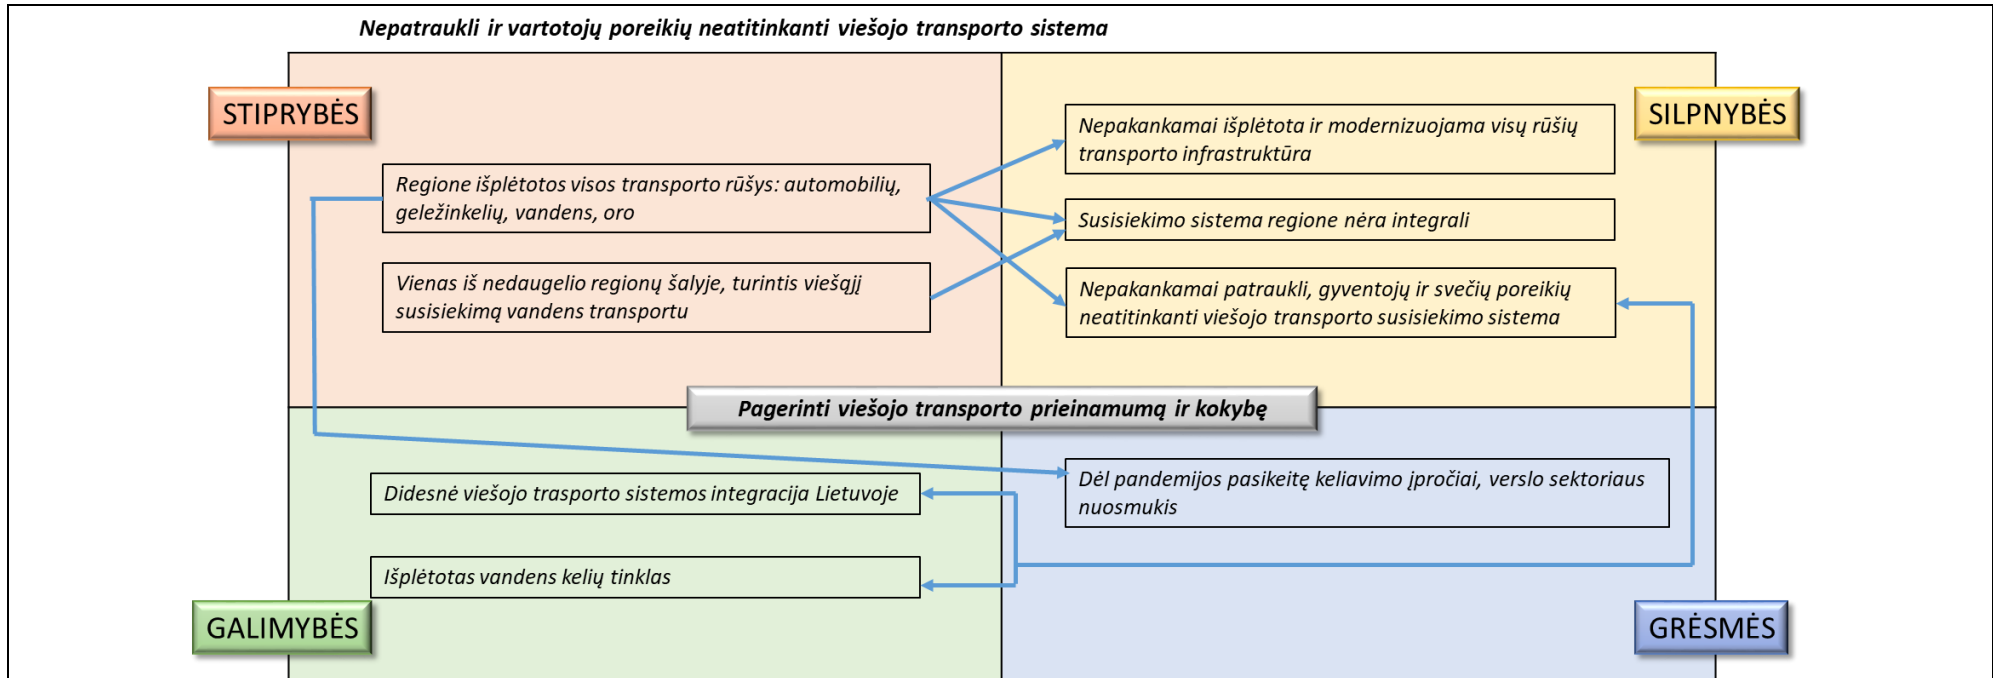 Nepatraukli ir vartotojų poreikių neatitinkanti viešojo transporto sistema
STIPRYBĖS
Regione išplėtotos visos transporto rūšys: automobilių,
geležinkelių, vandens, oro
Vienas iš nedaugelio regionų šalyje, turintis viešąjį
susisiekimą vandens transportu
SILPNYBĖS
Nepakankamai išplėtota ir modernizuojama visų rūšių
transporto infrastruktūra
Susisiekimo sistema regione nėra integrali
Nepakankamai patraukli, gyventojų ir svečių poreikių
neatitinkanti viešojo transporto susisiekimo sistema
Pagerinti viešojo transporto prieinamumą ir kokybę
Didesnė viešojo trasporto sistemos integracija Lietuvoje
Išplėtotas vandens kelių tinklas
GALIMYBĖS
Dėl pandemijos pasikeitę keliavimo įpročiai, verslo sektoriaus
nuosmukis
GRĖSMĖS